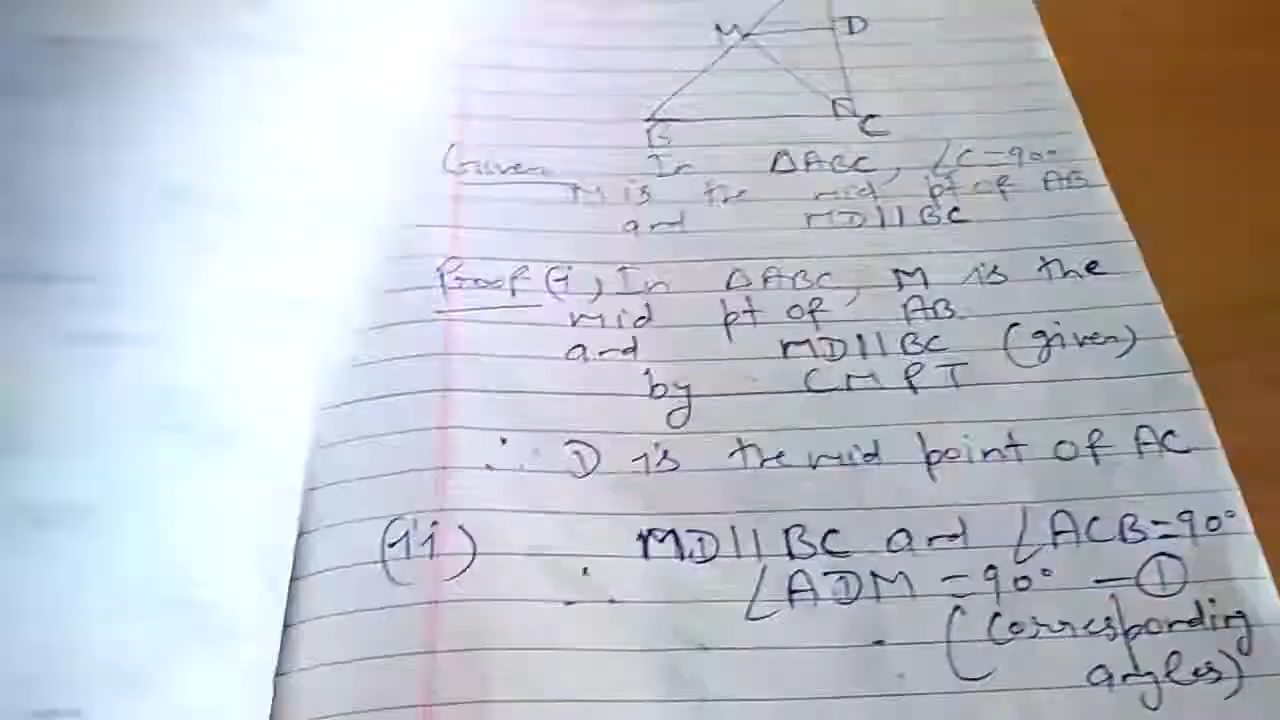 M D
B C
Given In ΔABC, ∠C=90°
M is the mid pt of AB
and MD||BC
Proof (i) In ΔABC, M is the
mid pt of AB
and MD||BC (given)
by CMPT
∴ D is the mid point of AC
(ii) MD||BC and ∠ACB=90°
∴ ∠ADM=90° —①
(corresponding
angles)